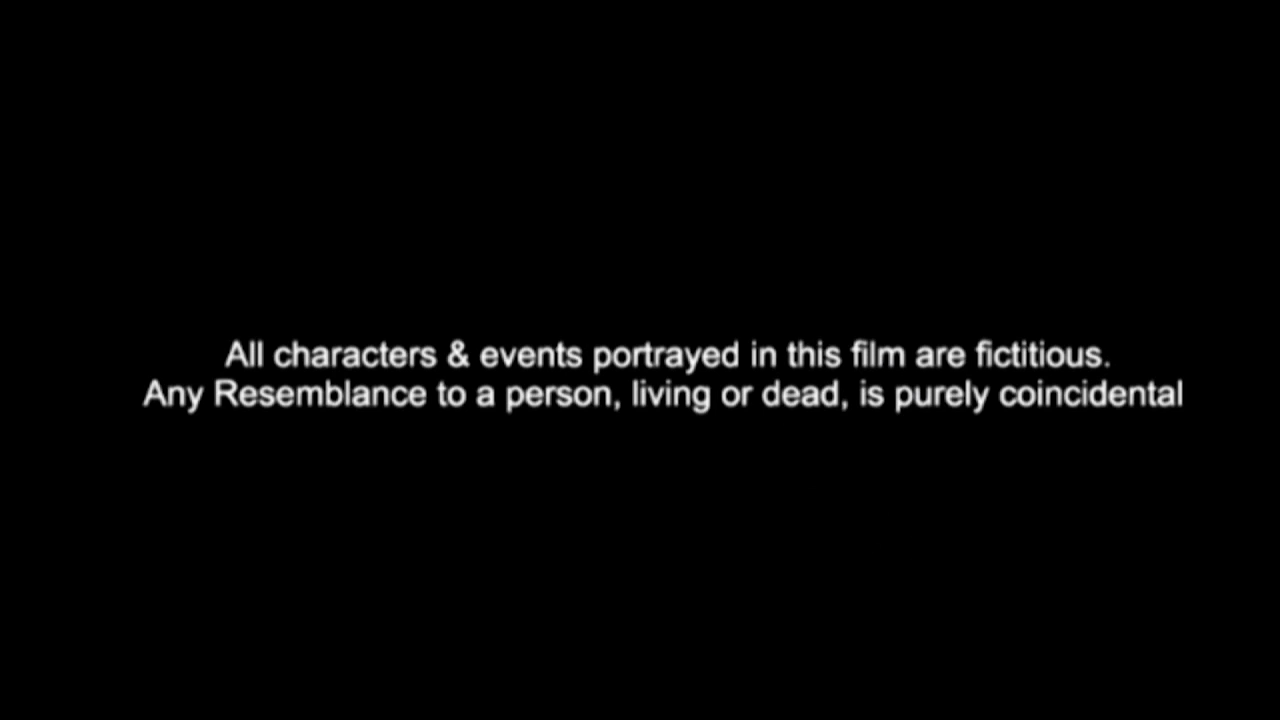 All characters & events portrayed in this film are fictitious.
Any Resemblance to a person, living or dead, is purely coincidental